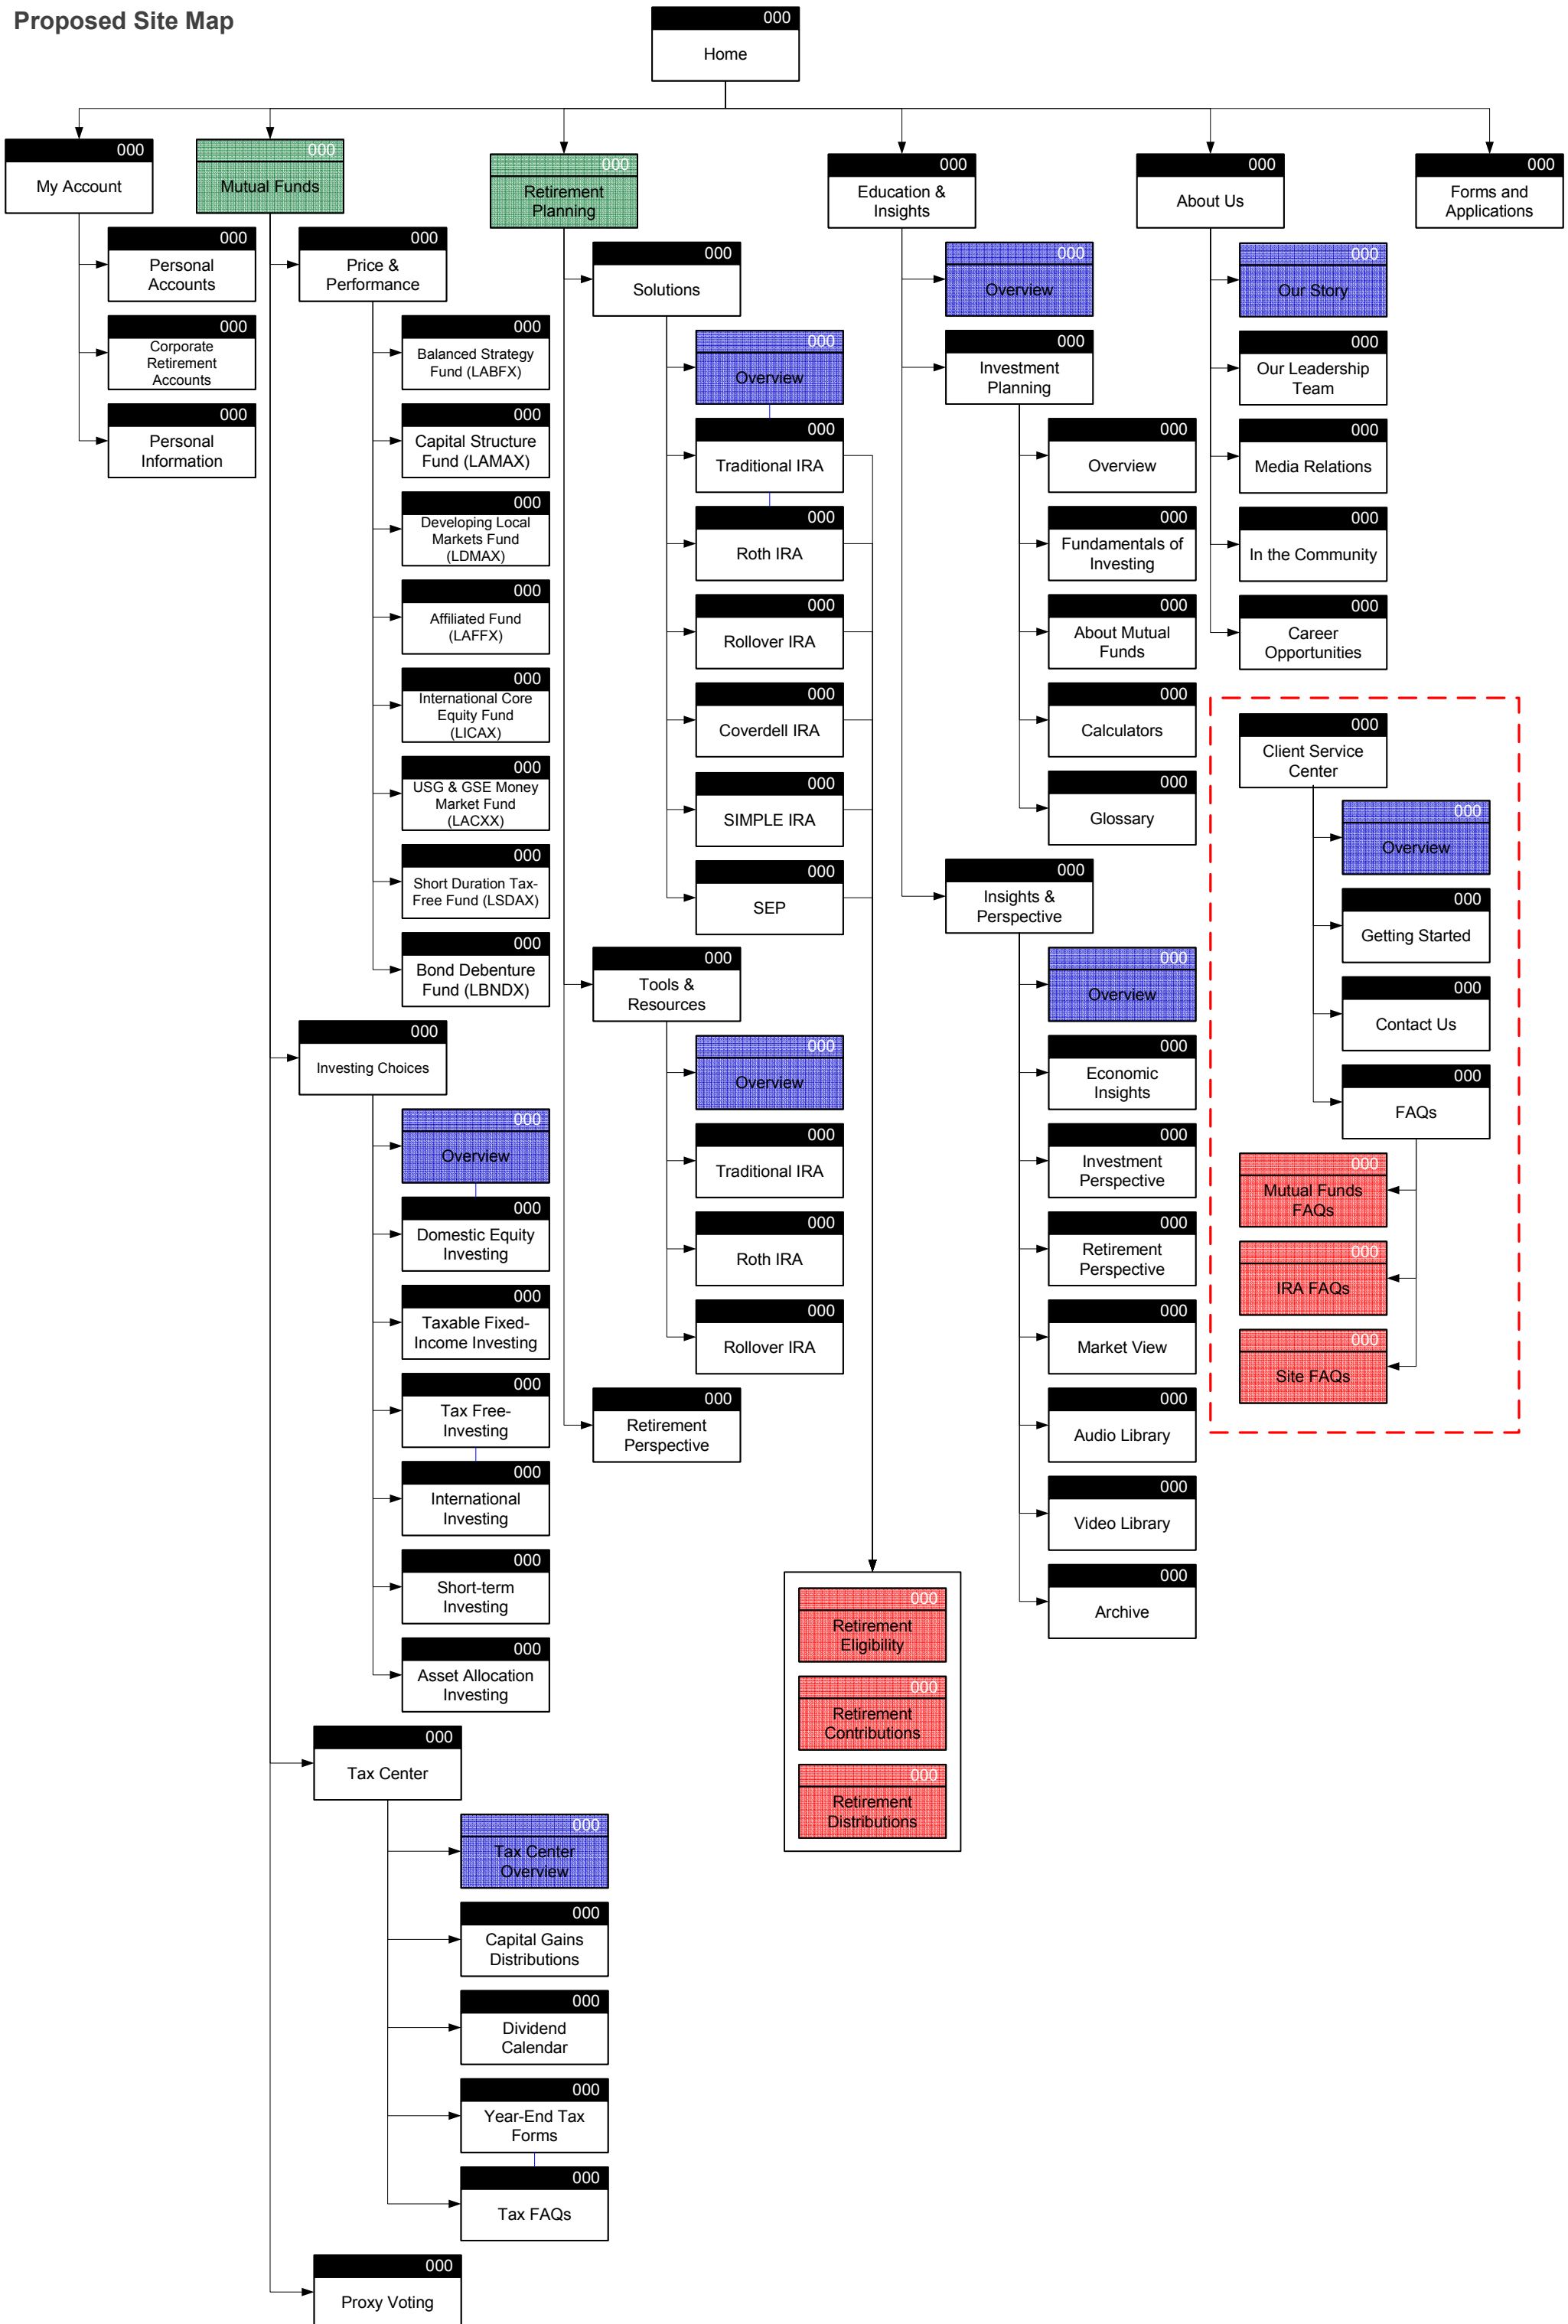 Proposed Site Map
000
Home
000
My Account
000
Personal
Accounts
000
Corporate
Retirement
Accounts
000
Personal
Information
000
Mutual Funds
000
Price &
Performance
000
Balanced Strategy
Fund (LABFX)
000
Capital Structure
Fund (LAMAX)
000
Developing Local
Markets Fund
(LDMAX)
000
Affiliated Fund
(LAFFX)
000
International Core
Equity Fund
(LICAX)
000
USG & GSE Money
Market Fund
(LACXX)
000
Short Duration Tax-
Free Fund (LSDAX)
000
Bond Debenture
Fund (LBNDX)
000
Investing Choices
000
Overview
000
Domestic Equity
Investing
000
Taxable Fixed-
Income Investing
000
Tax Free-
Investing
000
International
Investing
000
Short-term
Investing
000
Asset Allocation
Investing
000
Tax Center
000
Tax Center
Overview
000
Capital Gains
Distributions
000
Dividend
Calendar
000
Year-End Tax
Forms
000
Tax FAQs
000
Proxy Voting
000
Retirement
Planning
000
Solutions
000
Overview
000
Traditional IRA
000
Roth IRA
000
Rollover IRA
000
Coverdell IRA
000
SIMPLE IRA
000
SEP
000
Tools &
Resources
000
Overview
000
Traditional IRA
000
Roth IRA
000
Rollover IRA
000
Retirement
Perspective
000
Retirement
Eligibility
000
Retirement
Contributions
000
Retirement
Distributions
000
Education &
Insights
000
Overview
000
Investment
Planning
000
Overview
000
Fundamentals of
Investing
000
About Mutual
Funds
000
Calculators
000
Glossary
000
Insights &
Perspective
000
Overview
000
Economic
Insights
000
Investment
Perspective
000
Retirement
Perspective
000
Market View
000
Audio Library
000
Video Library
000
Archive
000
About Us
000
Our Story
000
Our Leadership
Team
000
Media Relations
000
In the Community
000
Career
Opportunities
000
Client Service
Center
000
Overview
000
Getting Started
000
Contact Us
000
FAQs
000
Mutual Funds
FAQs
000
IRA FAQs
000
Site FAQs
000
Forms and
Applications